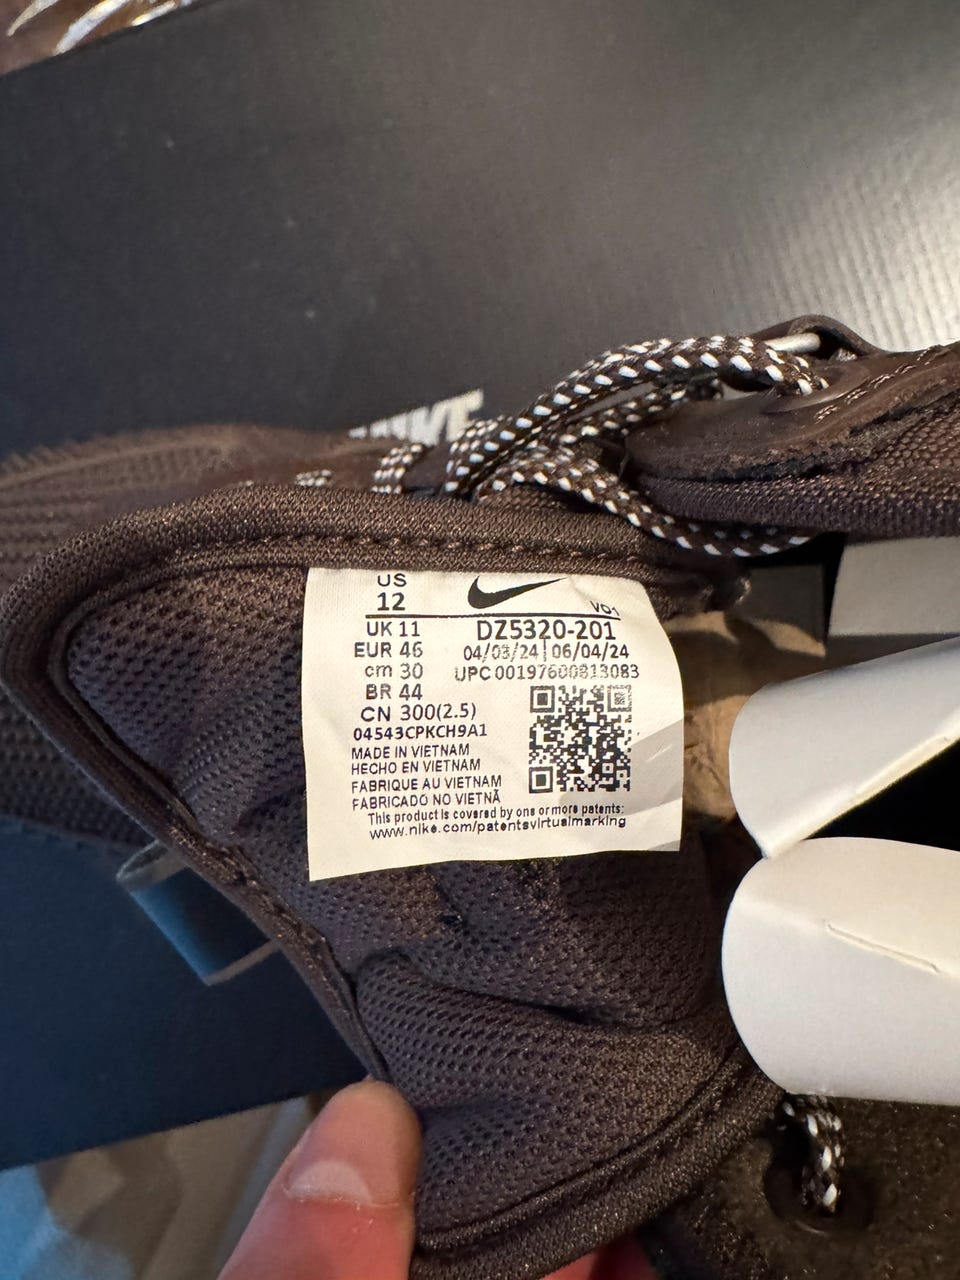 NIKE
US
12
V01
UK 11
DZ5320-201
EUR 46
04/03/24 | 06/04/24
cm 30
UPC 00197600813083
BR 44
CN 300(2.5)
04543CPKCH9A1
MADE IN VIETNAM
HECHO EN VIETNAM
FABRIQUE AU VIETNAM
FABRICADO NO VIETNÃ
This product is covered by one or more patents:
www.nike.com/patentsvirtualmarking